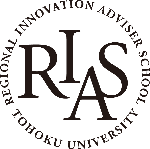 REGIONAL INNOVATION ADVISER SCHOOL
RIAS
TOHOKU UNIVERSITY